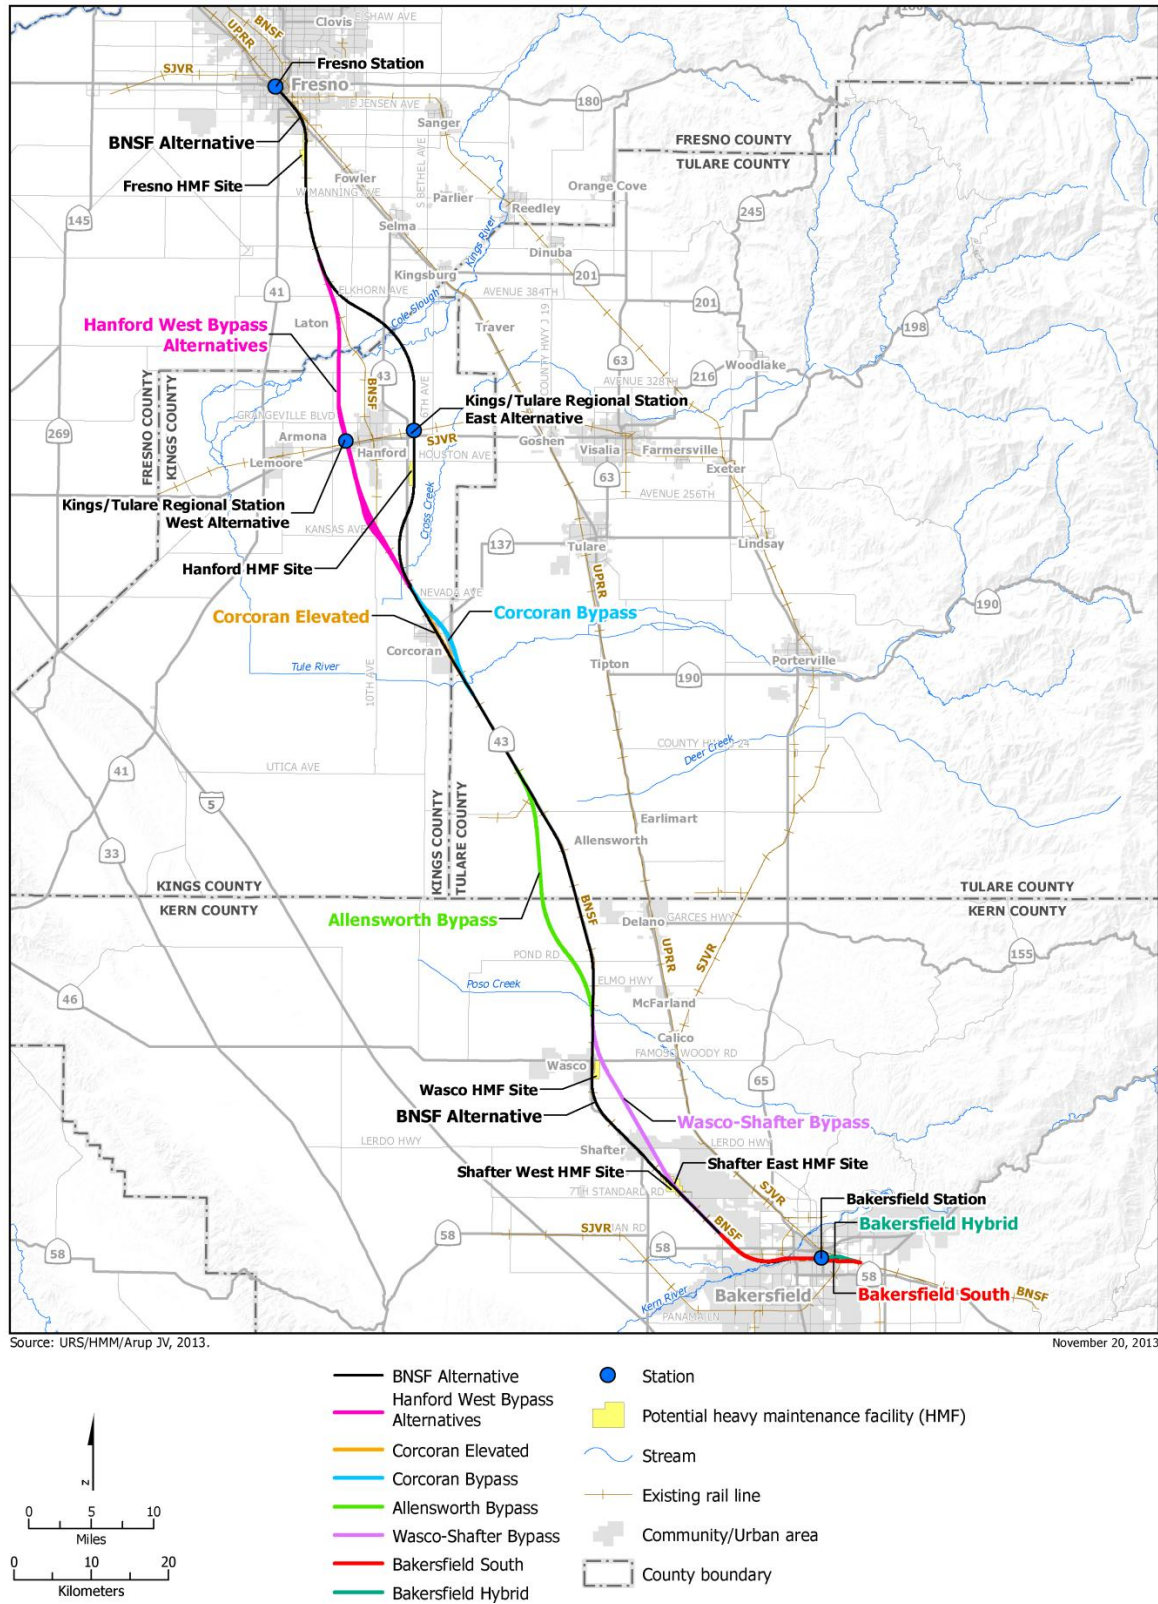 SHAW AVE
Clovis
BNSF
UPRR
Fresno Station
SJVR
Fresno
E JENSEN AVE
180
180
Sanger
BNSF Alternative
FRESNO COUNTY
TULARE COUNTY
Fresno HMF Site
Fowler
S BETHEL AVE
Orange Cove
W MANNING AVE
Parlier
Reedley
245
145
Selma
Kings River
Dinuba
Kingsburg
201
41
ELKHORN AVE
AVENUE 384TH
201
Cole Slough
Laton
Traver
COUNTY HWY J 19
198
Hanford West Bypass
Alternatives
63
Woodlake
43
BNSF
6TH AVE
AVENUE 328TH
216
FRESNO COUNTY
KINGS COUNTY
Kings/Tulare Regional Station
East Alternative
GRANGEVILLE BLVD
269
Armona
SJVR
Goshen
Visalia
Farmersville
Hanford
HOUSTON AVE
Lemoore
Exeter
63
Kings/Tulare Regional Station
West Alternative
AVENUE 256TH
Cross Creek
KANSAS AVE
137
Tulare
Lindsay
Hanford HMF Site
UPRR
NEVADA AVE
190
Corcoran Elevated
Corcoran Bypass
Corcoran
Tule River
Tipton
Porterville
10TH AVE
190
43
COUNTY HWY J 24
Deer Creek
UTICA AVE
41
5
KINGS COUNTY
TULARE COUNTY
Earlimart
Allensworth
33
KINGS COUNTY
KERN COUNTY
TULARE COUNTY
KERN COUNTY
BNSF
Allensworth Bypass
Delano
GARCES HWY
UPRR
SJVR
POND RD
155
Poso Creek
ELMO HWY
46
McFarland
Calico
FAMOSO WOODY RD
Wasco
65
Wasco HMF Site
BNSF Alternative
Wasco-Shafter Bypass
LERDO HWY
Shafter
LERDO HWY
Shafter West HMF Site
Shafter East HMF Site
7TH STANDARD RD
SJVR
Bakersfield Station
BNSF
Bakersfield Hybrid
58
58
SJVR
58
58
Kern River
Bakersfield
Bakersfield South
BNSF
PANAMA LN
Source: URS/HMM/Arup JV, 2013.
November 20, 2013
BNSF Alternative
Hanford West Bypass
Alternatives
Corcoran Elevated
Corcoran Bypass
Allensworth Bypass
Wasco-Shafter Bypass
Bakersfield South
Bakersfield Hybrid
Station
Potential heavy maintenance facility (HMF)
Stream
Existing rail line
Community/Urban area
County boundary
Z
0 5 10
Miles
0 10 20
Kilometers